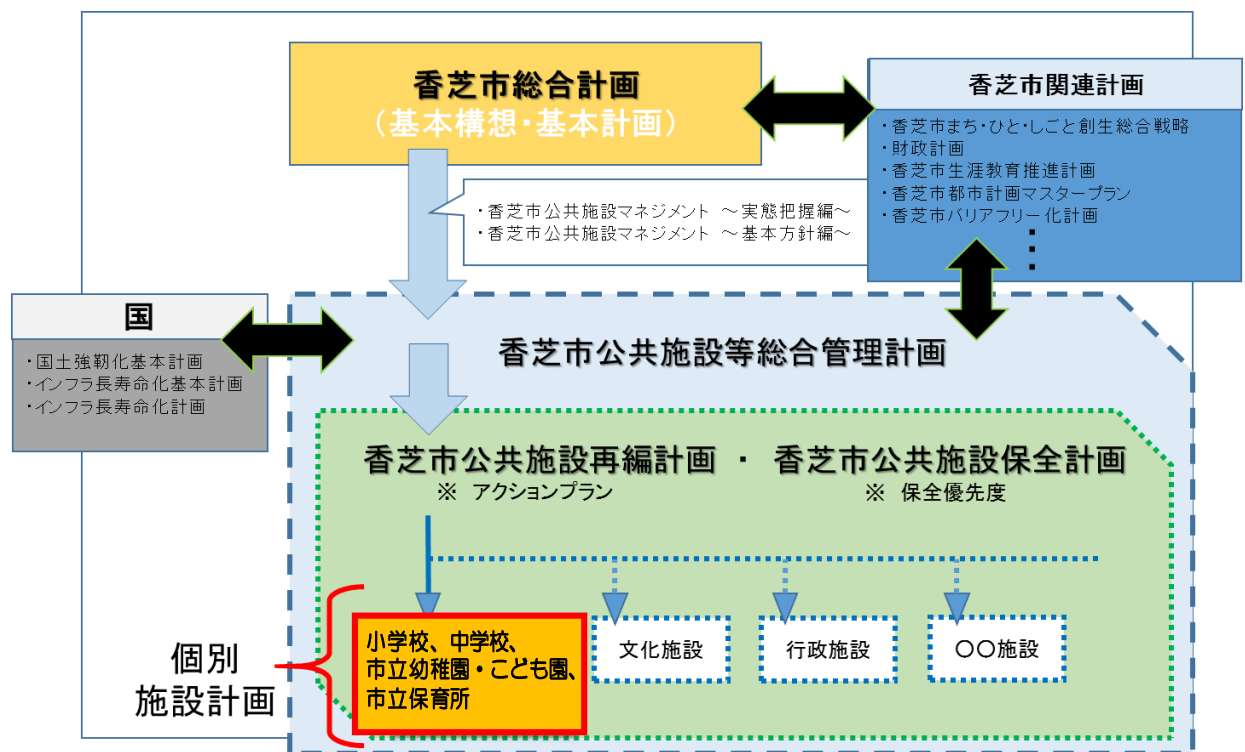 香芝市総合計画
（基本構想・基本計画）
香芝市関連計画
・香芝市まち・ひと・しごと創生総合戦略
・財政計画
・香芝市生涯教育推進計画
・香芝市都市計画マスタープラン
・香芝市バリアフリー化計画
・香芝市公共施設マネジメント ～実態把握編～
・香芝市公共施設マネジメント ～基本方針編～
国
・国土強靭化基本計画
・インフラ長寿命化基本計画
・インフラ長寿命化計画
香芝市公共施設等総合管理計画
香芝市公共施設再編計画 ・ 香芝市公共施設保全計画
※ アクションプラン
※ 保全優先度
個別
施設計画
小学校、中学校、
市立幼稚園・こども園、
市立保育所
文化施設
行政施設
〇〇施設